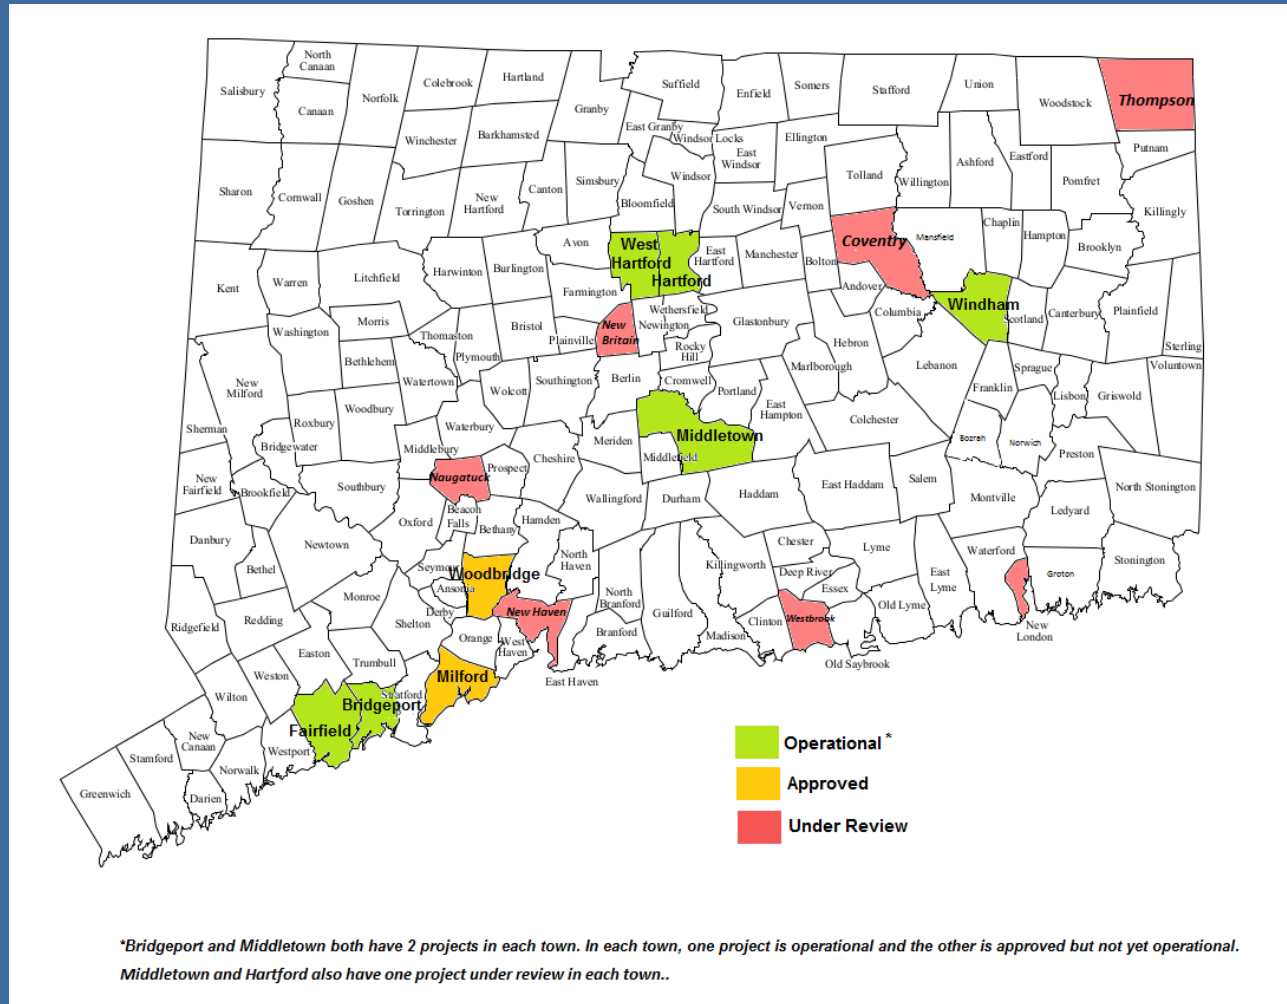 North
Canaan
Salisbury
Canaan
Norfolk
Colebrook
Hartland
Granby
Suffield
Enfield
Somers
Stafford
Union
Woodstock
Thompson
Winchester
Barkhamsted
East Granby
Windsor Locks
East
Windsor
Ellington
Putnam
Sharon
Cornwall
Goshen
Torrington
New
Hartford
Canton
Simsbury
Bloomfield
Windsor
South Windsor
Vernon
Tolland
Willington
Ashford
Eastford
Pomfret
Killingly
Kent
Warren
Litchfield
Harwinton
Burlington
Avon
Farmington
West
Hartford
Hartford
East
Hartford
Manchester
Bolton
Coventry
Mansfield
Chaplin
Hampton
Brooklyn
Andover
Windham
Scotland
Canterbury
Plainfield
Sterling
Voluntown
Washington
Morris
Bethlehem
Thomaston
Plymouth
Watertown
Bristol
Plainville
New
Britain
Newington
Wethersfield
Rocky
Hill
Glastonbury
Columbia
Hebron
Marlborough
Lebanon
Franklin
Sprague
Lisbon
Griswold
New
Milford
Sherman
Roxbury
Woodbury
Bridgewater
Wolcott
Southington
Berlin
Cromwell
Portland
East
Hampton
Colchester
Bozrah
Norwich
Preston
New
Fairfield
Brookfield
Southbury
Middlebury
Waterbury
Naugatuck
Prospect
Cheshire
Meriden
Middlefield
Middletown
Wallingford
Durham
Haddam
East Haddam
Salem
Montville
Ledyard
North Stonington
Danbury
Bethel
Newtown
Oxford
Beacon
Falls
Bethany
Hamden
North
Haven
Killingworth
Chester
Deep River
Essex
Lyme
Old Lyme
East
Lyme
Waterford
Groton
Stonington
Ridgefield
Redding
Monroe
Seymour
Ansonia
Derby
Shelton
Woodbridge
New Haven
Orange
West
Haven
East Haven
North
Branford
Branford
Guilford
Madison
Clinton
Westbrook
Old Saybrook
New
London
Wilton
Weston
Easton
Trumbull
Stratford
Milford
Bridgeport
Fairfield
Westport
Norwalk
New
Canaan
Darien
Stamford
Greenwich
Operational*
Approved
Under Review
*Bridgeport and Middletown both have 2 projects in each town. In each town, one project is operational and the other is approved but not yet operational.
Middletown and Hartford also have one project under review in each town..